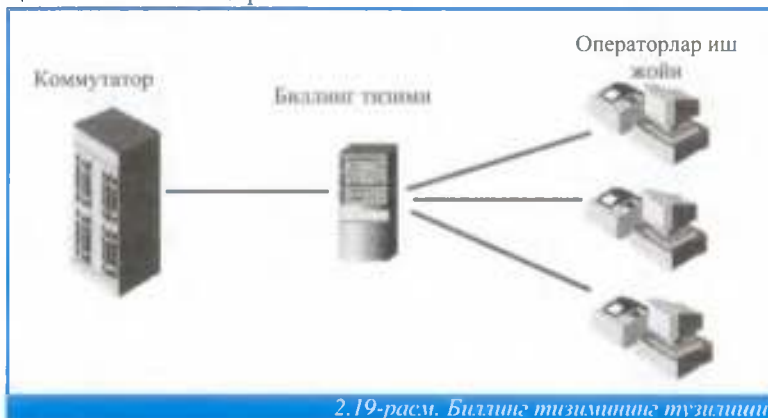 Коммутатор
Биллинг тизими
Операторлар иш
жойи
2.19-расм. Биллинг тизимининг тузилиши